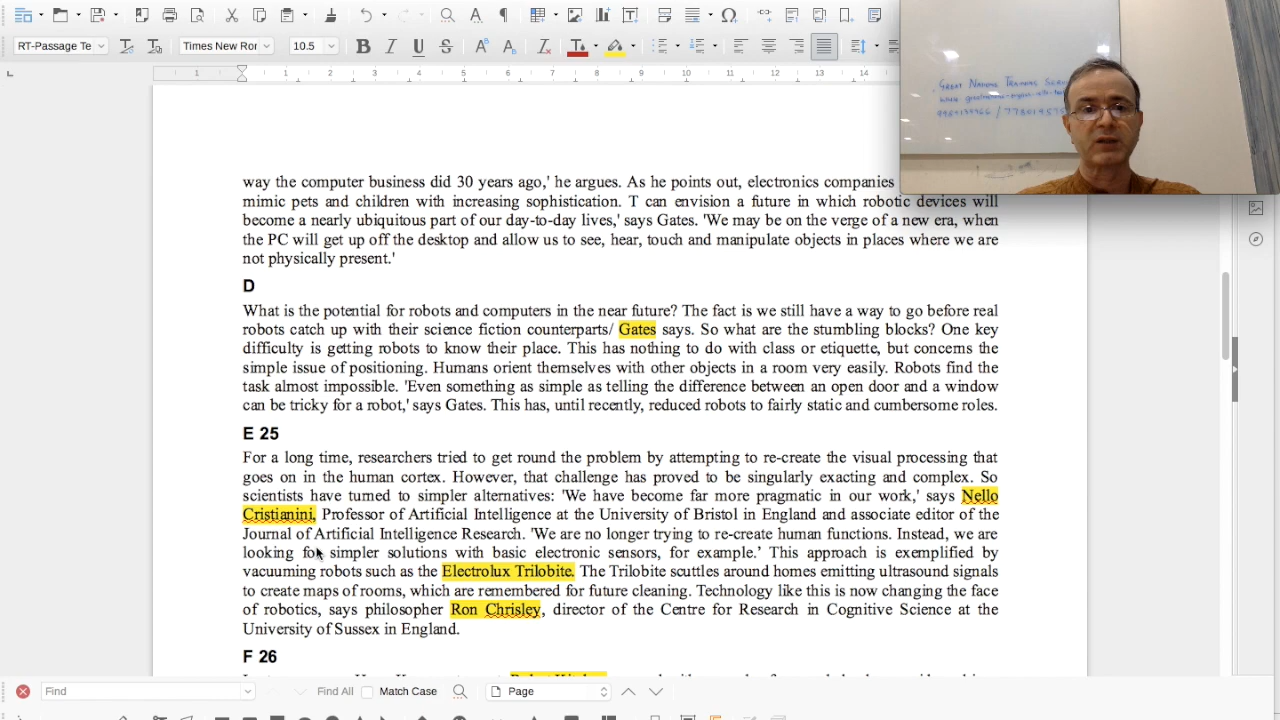 RT-Passage Te
Times New Ror
10.5
1 1 2 3 4 5 6 7 8 9 10 11 12 13 14
GREAT NATIONS TRAINING
way the computer business did 30 years ago,' he argues. As he points out, electronics companies
mimic pets and children with increasing sophistication. T can envision a future in which robotic devices will
become a nearly ubiquitous part of our day-to-day lives,' says Gates. 'We may be on the verge of a new era, when
the PC will get up off the desktop and allow us to see, hear, touch and manipulate objects in places where we are
not physically present.'
D
What is the potential for robots and computers in the near future? The fact is we still have a way to go before real
robots catch up with their science fiction counterparts/ Gates says. So what are the stumbling blocks? One key
difficulty is getting robots to know their place. This has nothing to do with class or etiquette, but concerns the
simple issue of positioning. Humans orient themselves with other objects in a room very easily. Robots find the
task almost impossible. 'Even something as simple as telling the difference between an open door and a window
can be tricky for a robot,' says Gates. This has, until recently, reduced robots to fairly static and cumbersome roles.
E 25
For a long time, researchers tried to get round the problem by attempting to re-create the visual processing that
goes on in the human cortex. However, that challenge has proved to be singularly exacting and complex. So
scientists have turned to simpler alternatives: 'We have become far more pragmatic in our work,' says Nello
Cristianini, Professor of Artificial Intelligence at the University of Bristol in England and associate editor of the
Journal of Artificial Intelligence Research. 'We are no longer trying to re-create human functions. Instead, we are
looking for simpler solutions with basic electronic sensors, for example.’ This approach is exemplified by
vacuuming robots such as the Electrolux Trilobite. The Trilobite scuttles around homes emitting ultrasound signals
to create maps of rooms, which are remembered for future cleaning. Technology like this is now changing the face
of robotics, says philosopher Ron Chrisley, director of the Centre for Research in Cognitive Science at the
University of Sussex in England.
F 26
Find
Find All
Match Case
Page